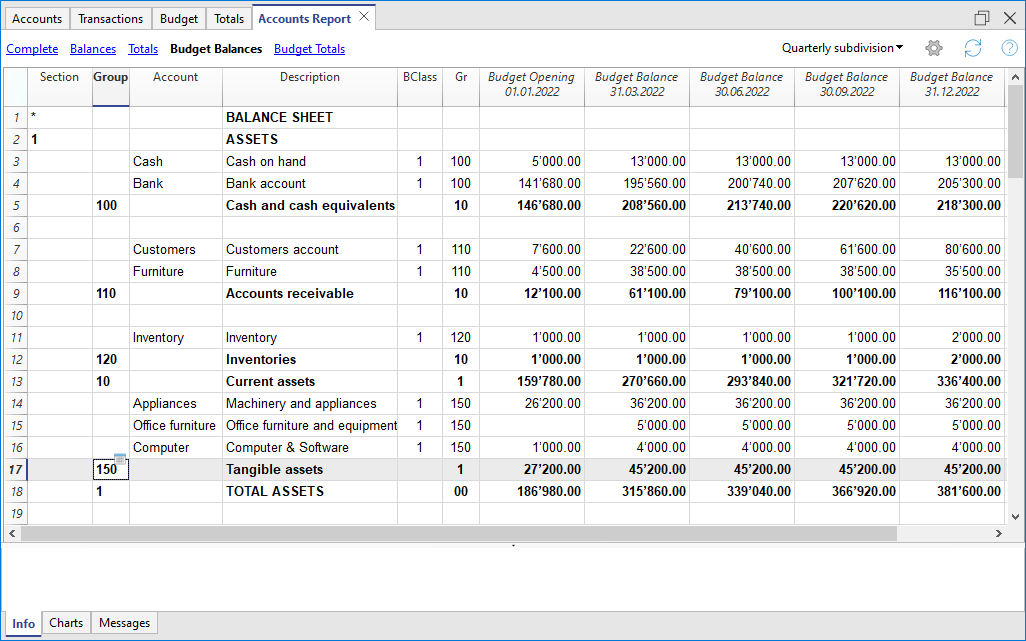 Accounts Transactions Budget Totals Accounts Report
Complete Balances Totals Budget Balances Budget Totals Quarterly subdivision
Section Group Account Description BClass Gr Budget Opening 01.01.2022 Budget Balance 31.03.2022 Budget Balance 30.06.2022 Budget Balance 30.09.2022 Budget Balance 31.12.2022
1 * BALANCE SHEET
2 1 ASSETS
3 Cash Cash on hand 1 100 5’000.00 13’000.00 13’000.00 13’000.00 13’000.00
4 Bank Bank account 1 100 141’680.00 195’560.00 200’740.00 207’620.00 205’300.00
5 100 Cash and cash equivalents 10 146’680.00 208’560.00 213’740.00 220’620.00 218’300.00
6
7 Customers Customers account 1 110 7’600.00 22’600.00 40’600.00 61’600.00 80’600.00
8 Furniture Furniture 1 110 4’500.00 38’500.00 38’500.00 38’500.00 35’500.00
9 110 Accounts receivable 10 12’100.00 61’100.00 79’100.00 100’100.00 116’100.00
10
11 Inventory Inventory 1 120 1’000.00 1’000.00 1’000.00 1’000.00 2’000.00
12 120 Inventories 10 1’000.00 1’000.00 1’000.00 1’000.00 2’000.00
13 10 Current assets 1 159’780.00 270’660.00 293’840.00 321’720.00 336’400.00
14 Appliances Machinery and appliances 1 150 26’200.00 36’200.00 36’200.00 36’200.00 36’200.00
15 Office furniture Office furniture and equipment 1 150 5’000.00 5’000.00 5’000.00 5’000.00
16 Computer Computer & Software 1 150 1’000.00 4’000.00 4’000.00 4’000.00 4’000.00
17 150 Tangible assets 1 27’200.00 45’200.00 45’200.00 45’200.00 45’200.00
18 1 TOTAL ASSETS 00 186’980.00 315’860.00 339’040.00 366’920.00 381’600.00
19
Info Charts Messages